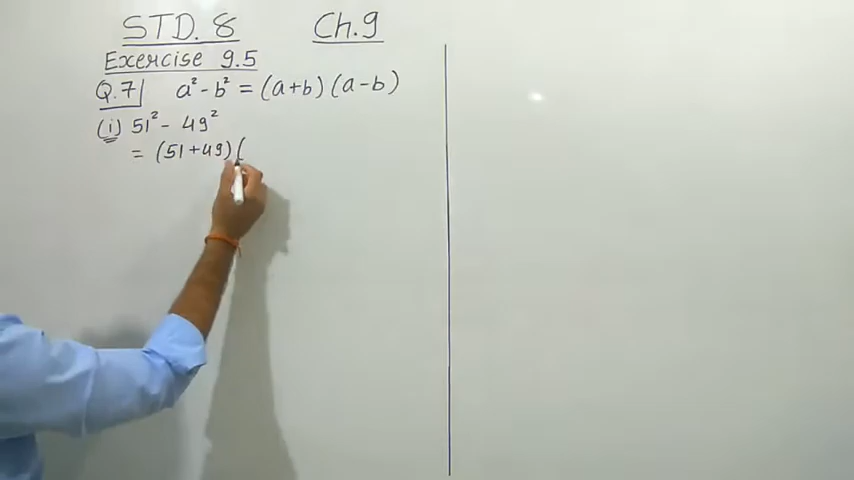 STD. 8 Ch.9
Exercise 9.5
Q.7 a² - b² = (a+b) (a-b)
(i) 51² - 49²
= (51+49) (